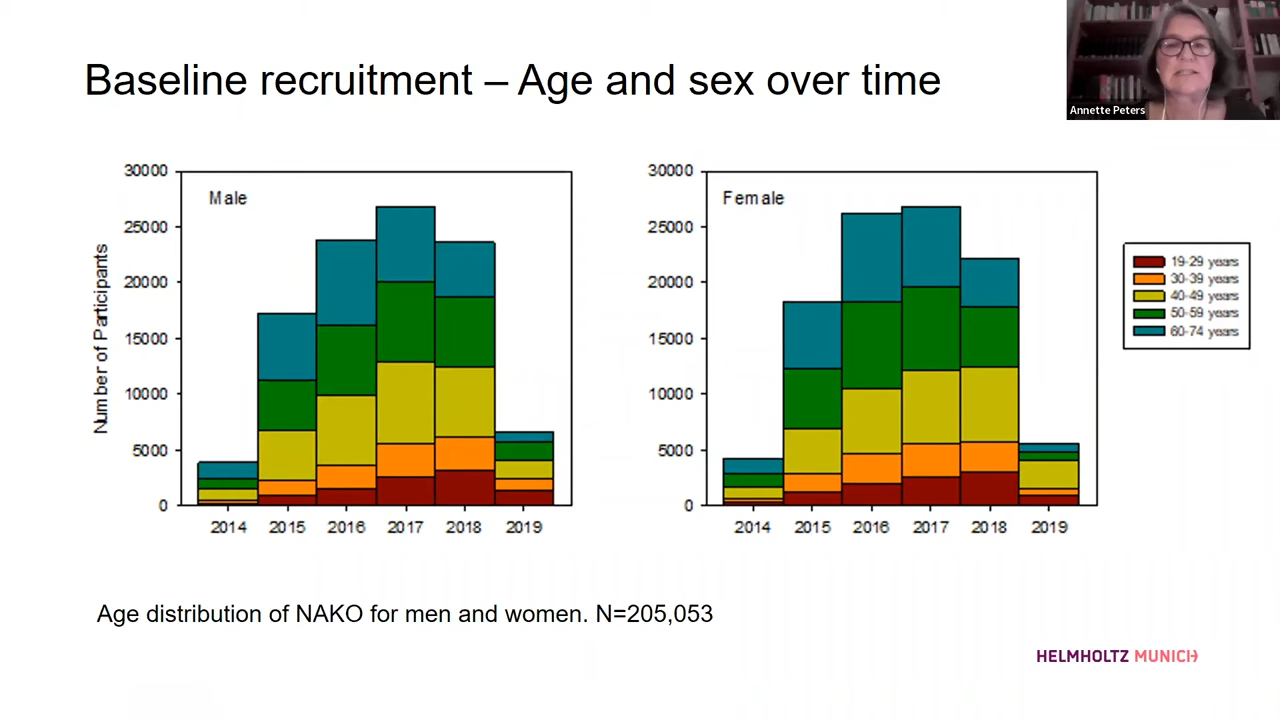 Baseline recruitment – Age and sex over time
Annette Peters
Number of Participants
30000
25000
20000
15000
10000
5000
0
Male
2014 2015 2016 2017 2018 2019
30000
25000
20000
15000
10000
5000
0
Female
2014 2015 2016 2017 2018 2019
19-29 years
30-39 years
40-49 years
50-59 years
60-74 years
Age distribution of NAKO for men and women. N=205,053
HELMHOLTZ MUNICH